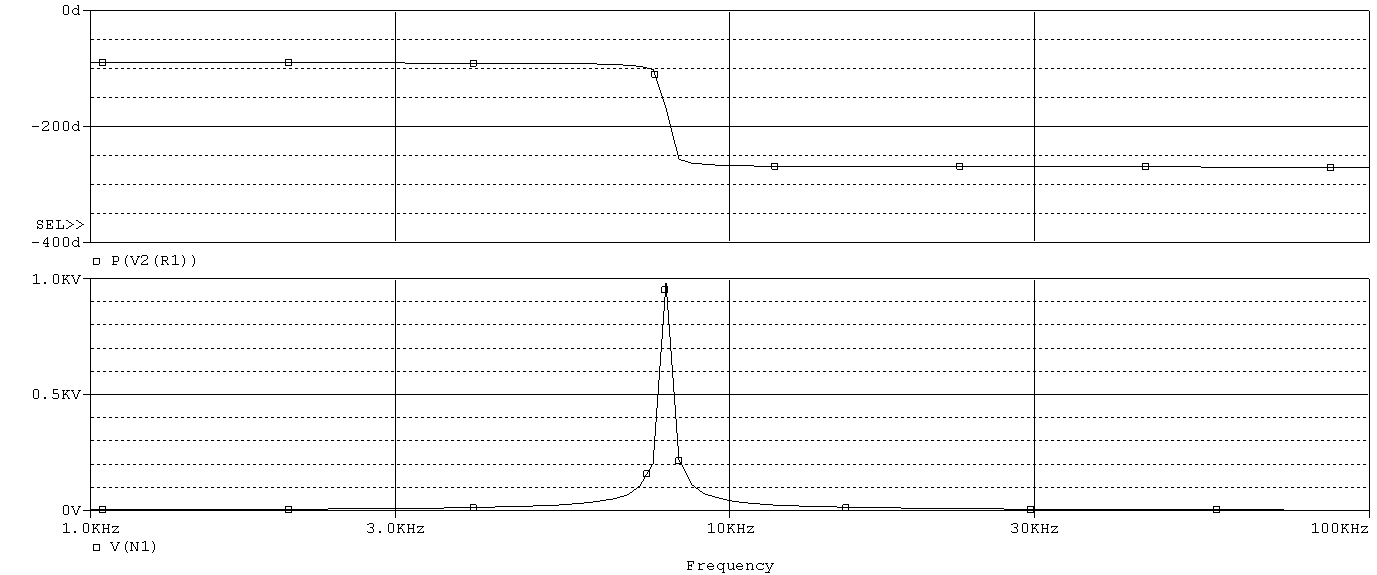 0d
-200d
SEL>>
-400d
P(V2(R1))
1.0KV
0.5KV
0V
1.0KHz 3.0KHz 10KHz 30KHz 100KHz
V(N1)
Frequency